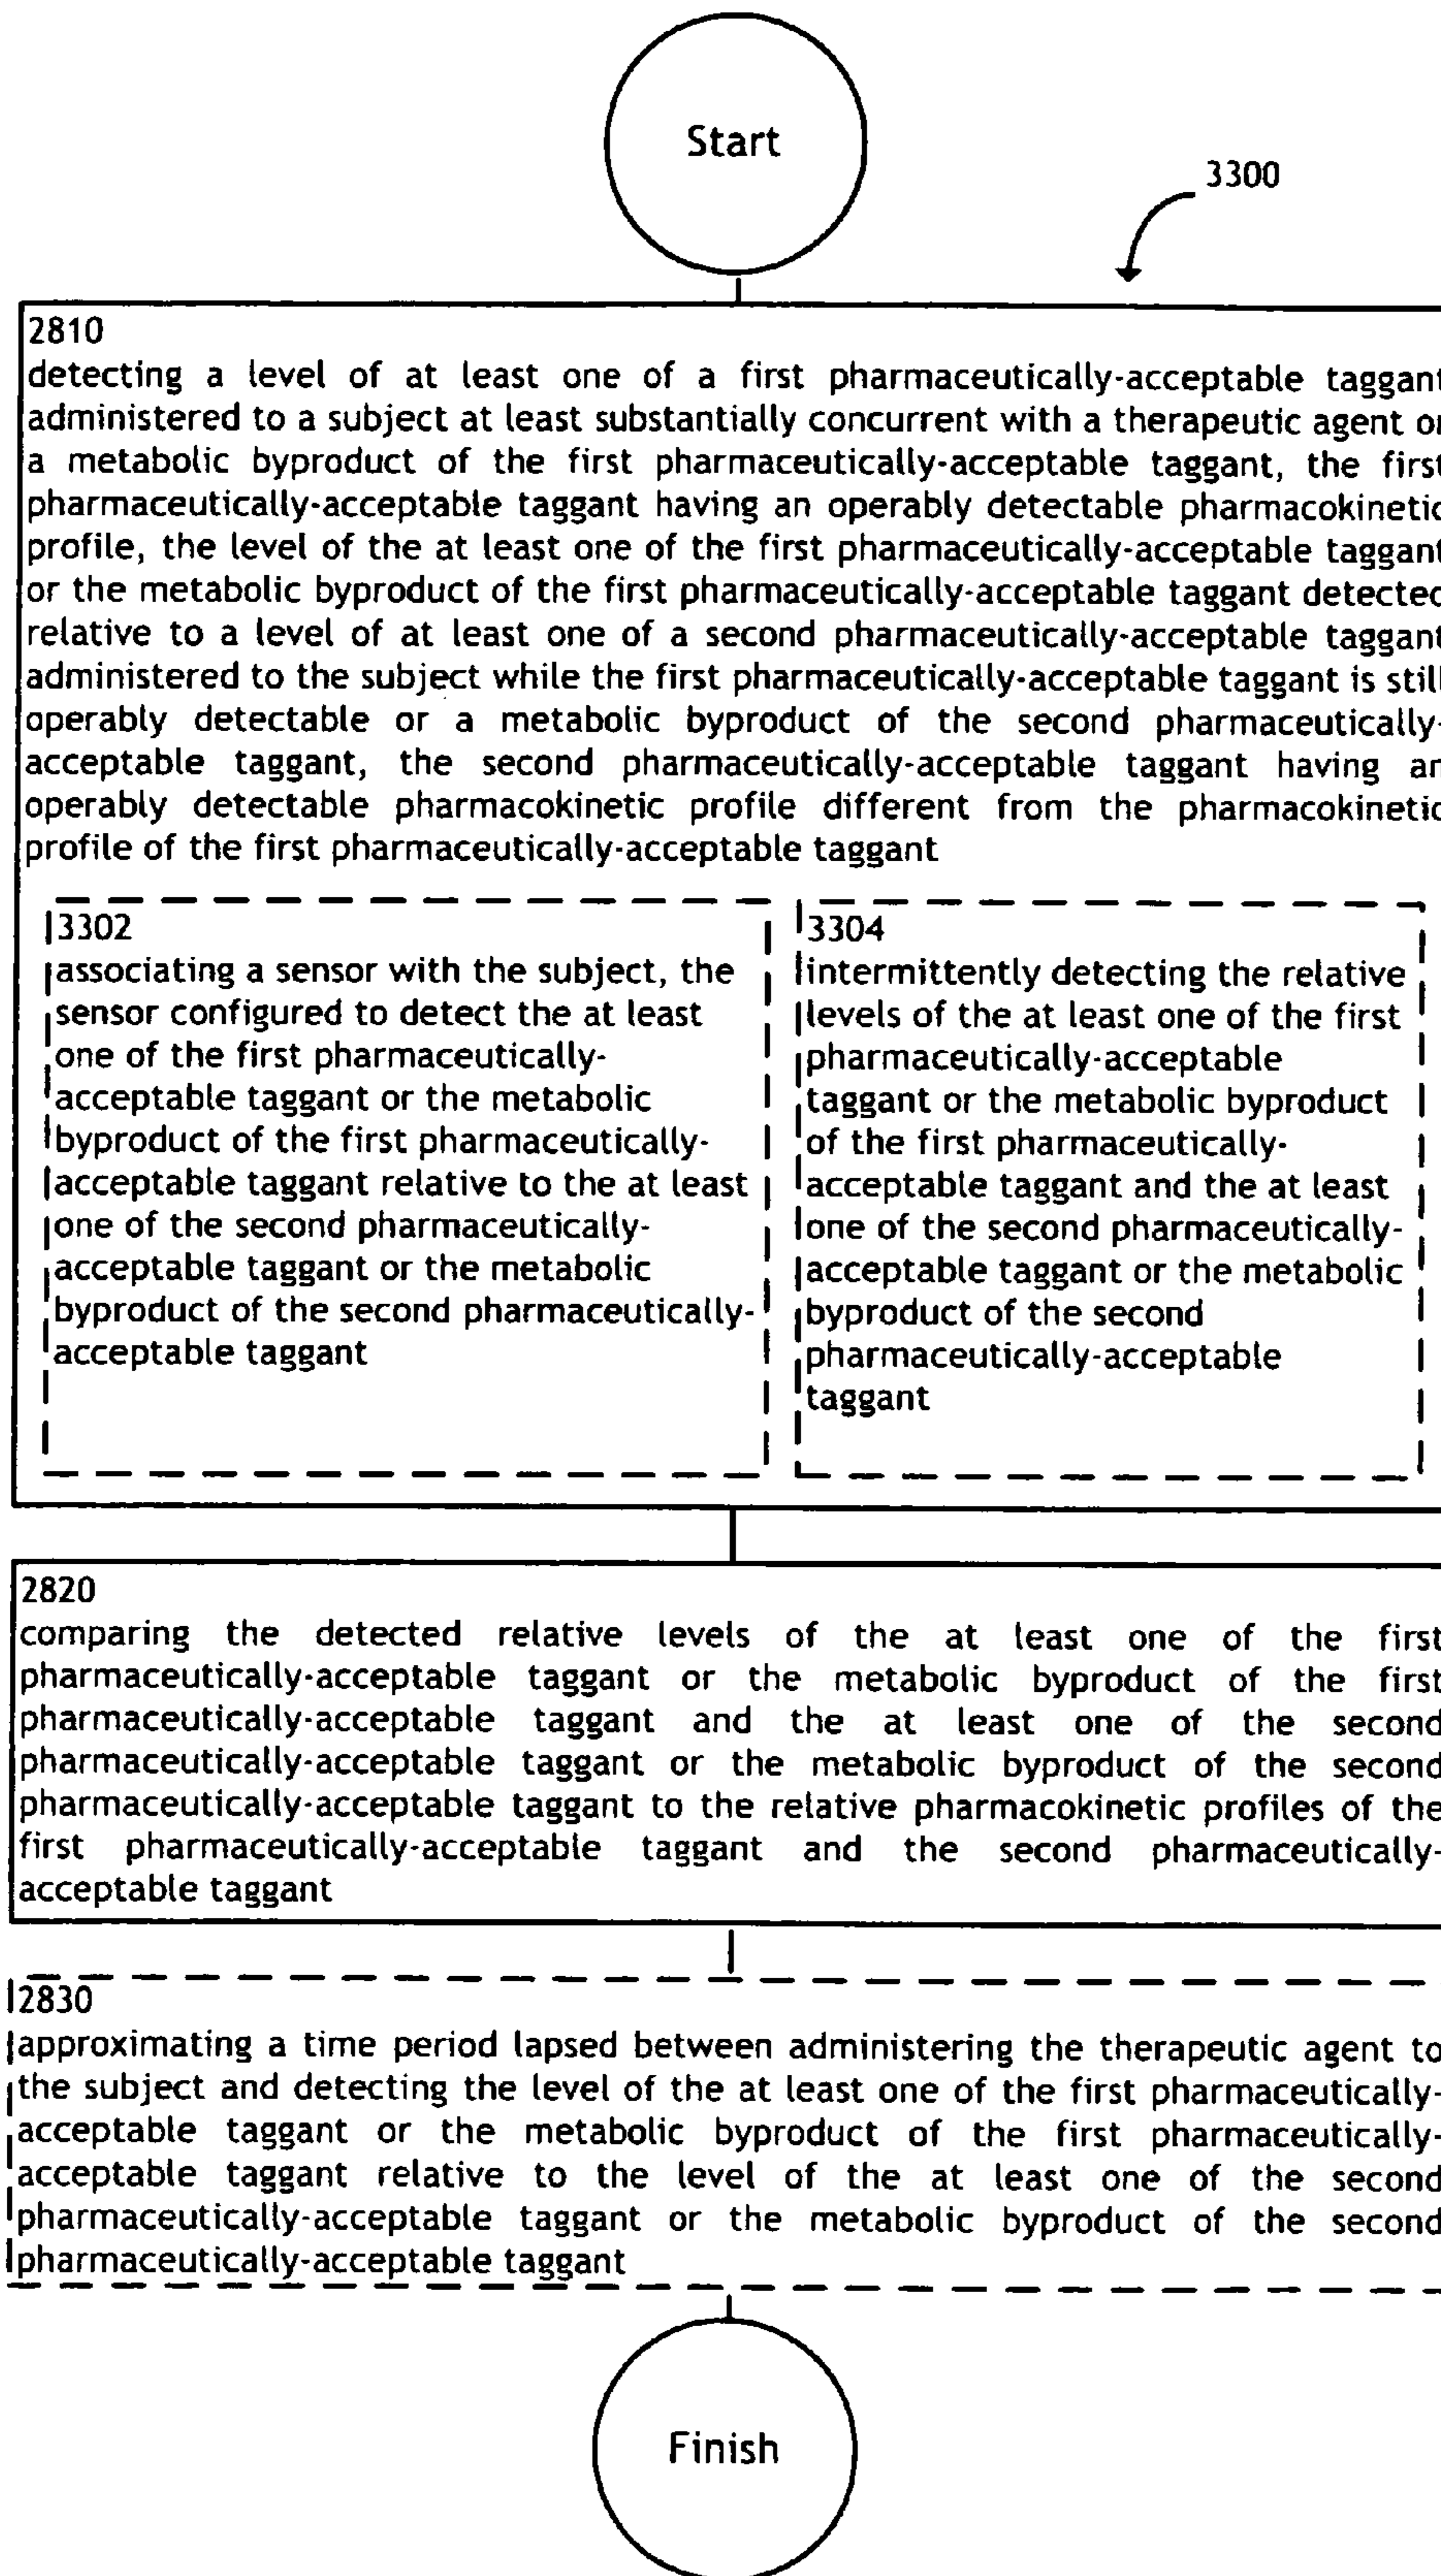 Start
3300
2810
detecting a level of at least one of a first pharmaceutically-acceptable taggant
administered to a subject at least substantially concurrent with a therapeutic agent or
a metabolic byproduct of the first pharmaceutically-acceptable taggant, the first
pharmaceutically-acceptable taggant having an operably detectable pharmacokinetic
profile, the level of the at least one of the first pharmaceutically-acceptable taggant
or the metabolic byproduct of the first pharmaceutically-acceptable taggant detected
relative to a level of at least one of a second pharmaceutically-acceptable taggant
administered to the subject while the first pharmaceutically-acceptable taggant is still
operably detectable or a metabolic byproduct of the second pharmaceutically-
acceptable taggant, the second pharmaceutically-acceptable taggant having an
operably detectable pharmacokinetic profile different from the pharmacokinetic
profile of the first pharmaceutically-acceptable taggant
3302
associating a sensor with the subject, the
sensor configured to detect the at least
one of the first pharmaceutically-
acceptable taggant or the metabolic
byproduct of the first pharmaceutically-
acceptable taggant relative to the at least
one of the second pharmaceutically-
acceptable taggant or the metabolic
byproduct of the second pharmaceutically-
acceptable taggant
3304
intermittently detecting the relative
levels of the at least one of the first
pharmaceutically-acceptable
taggant or the metabolic byproduct
of the first pharmaceutically-
acceptable taggant and the at least
one of the second pharmaceutically-
acceptable taggant or the metabolic
byproduct of the second
pharmaceutically-acceptable
taggant
2820
comparing the detected relative levels of the at least one of the first
pharmaceutically-acceptable taggant or the metabolic byproduct of the first
pharmaceutically-acceptable taggant and the at least one of the second
pharmaceutically-acceptable taggant or the metabolic byproduct of the second
pharmaceutically-acceptable taggant to the relative pharmacokinetic profiles of the
first pharmaceutically-acceptable taggant and the second pharmaceutically-
acceptable taggant
2830
approximating a time period lapsed between administering the therapeutic agent to
the subject and detecting the level of the at least one of the first pharmaceutically-
acceptable taggant or the metabolic byproduct of the first pharmaceutically-
acceptable taggant relative to the level of the at least one of the second
pharmaceutically-acceptable taggant or the metabolic byproduct of the second
pharmaceutically-acceptable taggant
Finish